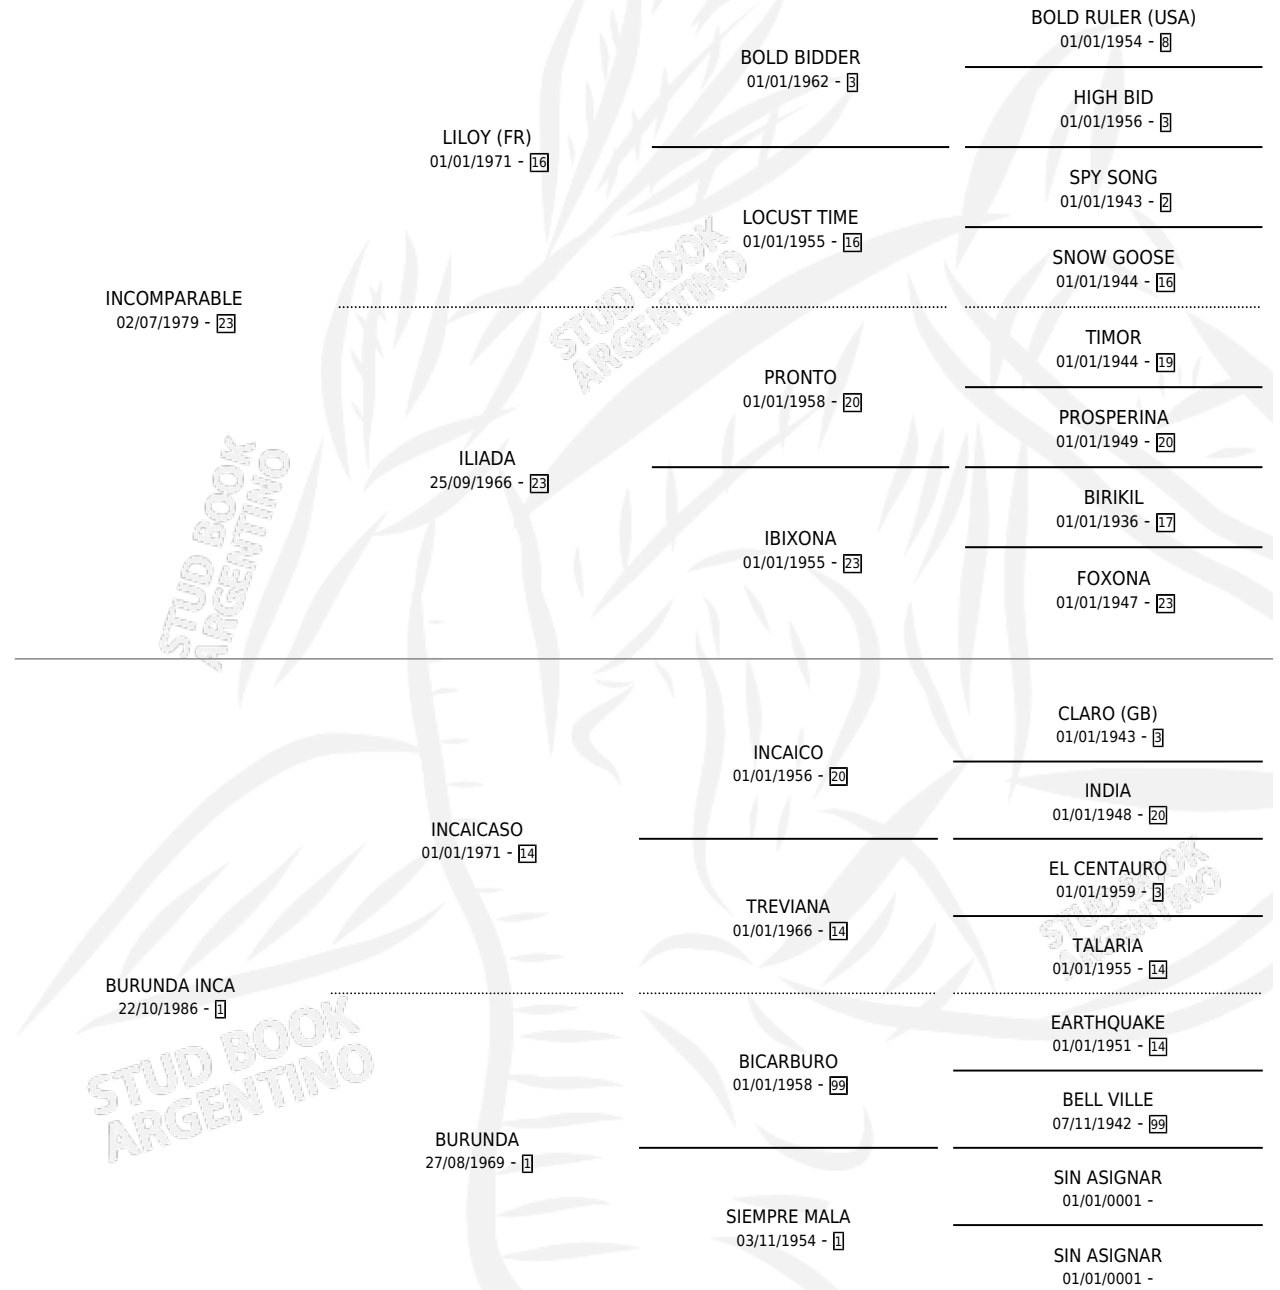 BOLD RULER (USA)
01/01/1954 - 8
BOLD BIDDER
01/01/1962 - 3
HIGH BID
01/01/1956 - 3
LILOY (FR)
01/01/1971 - 16
SPY SONG
01/01/1943 - 2
LOCUST TIME
01/01/1955 - 16
SNOW GOOSE
01/01/1944 - 16
INCOMPARABLE
02/07/1979 - 23
STUD BOOK
ARGENTINO
TIMOR
01/01/1944 - 19
PRONTO
01/01/1958 - 20
PROSPERINA
01/01/1949 - 20
ILIADA
25/09/1966 - 23
BIRIKIL
01/01/1936 - 17
IBIXONA
01/01/1955 - 23
FOXONA
01/01/1947 - 23
STUD BOOK
ARGENTINO
CLARO (GB)
01/01/1943 - 3
INCAICO
01/01/1956 - 20
INDIA
01/01/1948 - 20
INCAICASO
01/01/1971 - 14
EL CENTAURO
01/01/1959 - 3
TREVIANA
01/01/1966 - 14
STUD BOOK
ARGENTINO
TALARIA
01/01/1955 - 14
BURUNDA INCA
22/10/1986 - 1
STUD BOOK
ARGENTINO
EARTHQUAKE
01/01/1951 - 14
BICARBURO
01/01/1958 - 99
BELL VILLE
07/11/1942 - 99
BURUNDA
27/08/1969 - 1
SIN ASIGNAR
01/01/0001 -
SIEMPRE MALA
03/11/1954 - 1
SIN ASIGNAR
01/01/0001 -